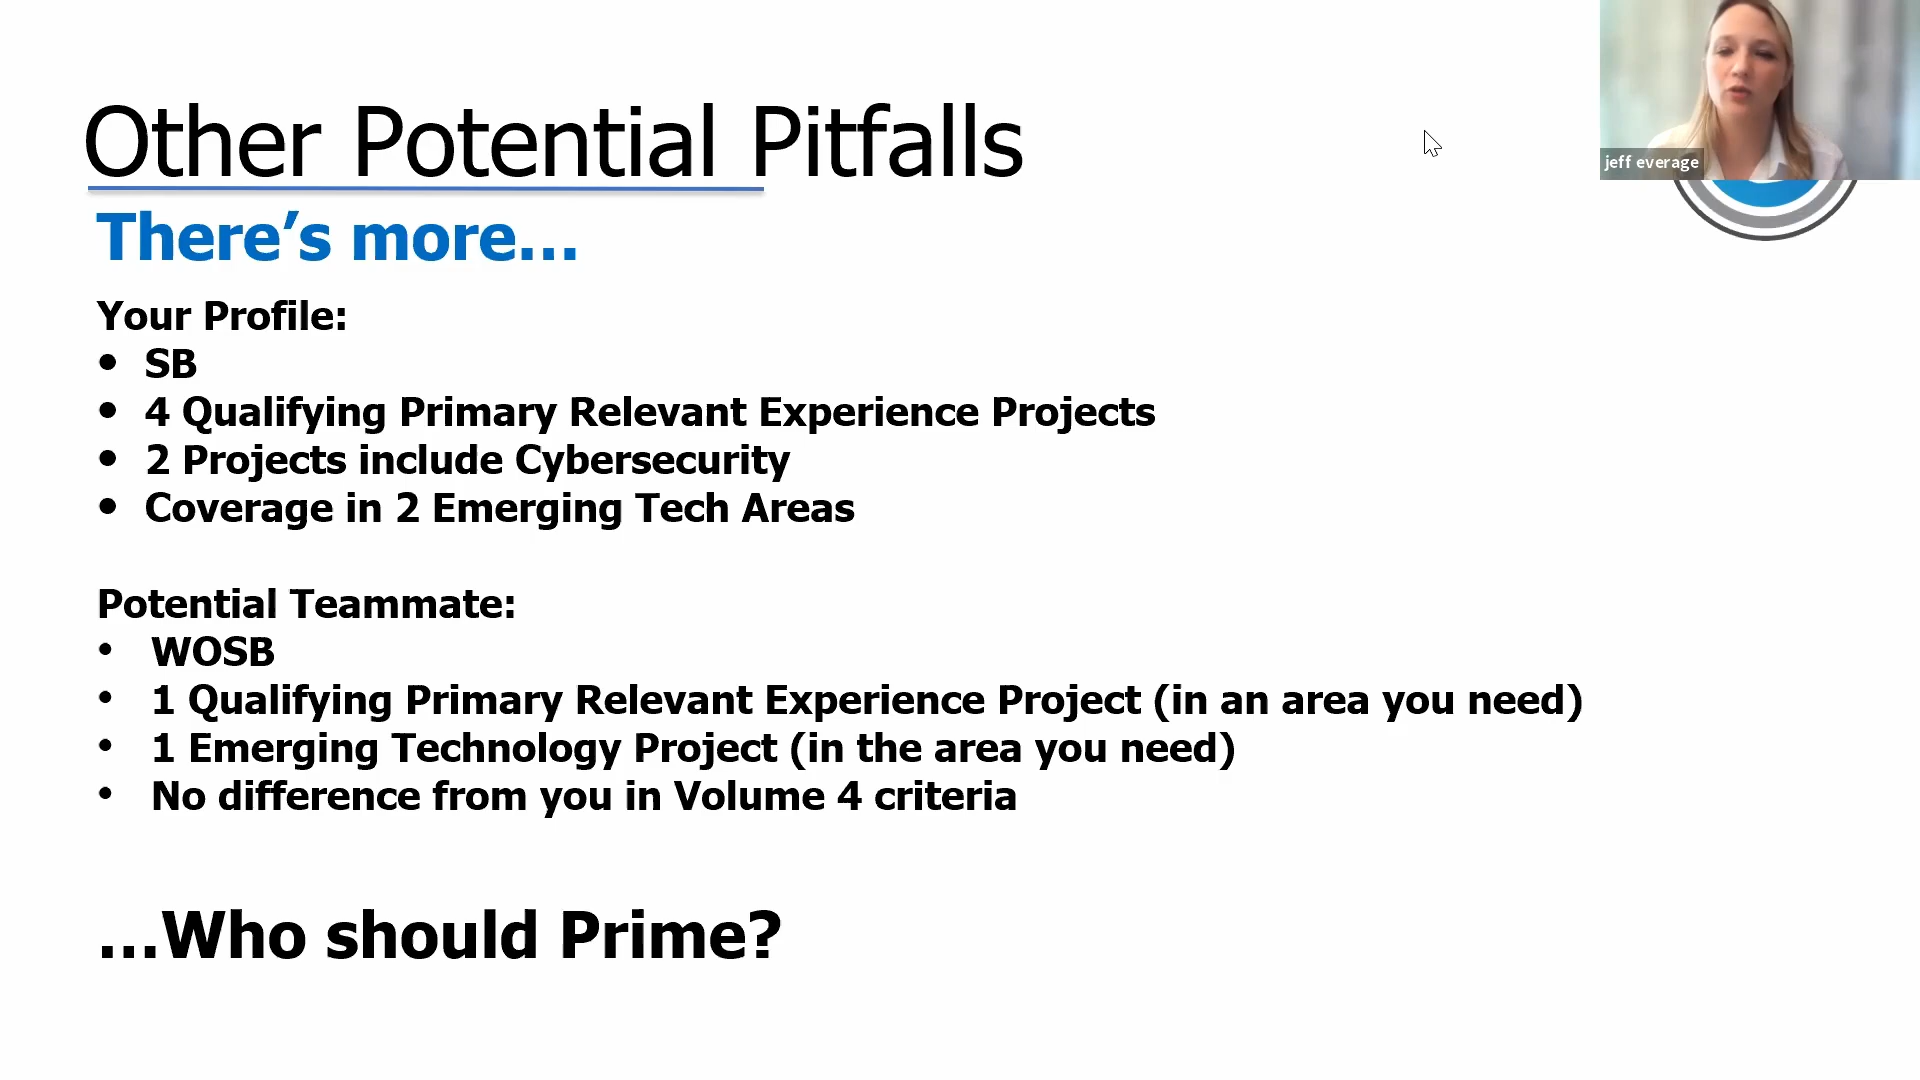 Other Potential Pitfalls
jeff everage
There’s more…
Your Profile:
• SB
• 4 Qualifying Primary Relevant Experience Projects
• 2 Projects include Cybersecurity
• Coverage in 2 Emerging Tech Areas
Potential Teammate:
• WOSB
• 1 Qualifying Primary Relevant Experience Project (in an area you need)
• 1 Emerging Technology Project (in the area you need)
• No difference from you in Volume 4 criteria
…Who should Prime?